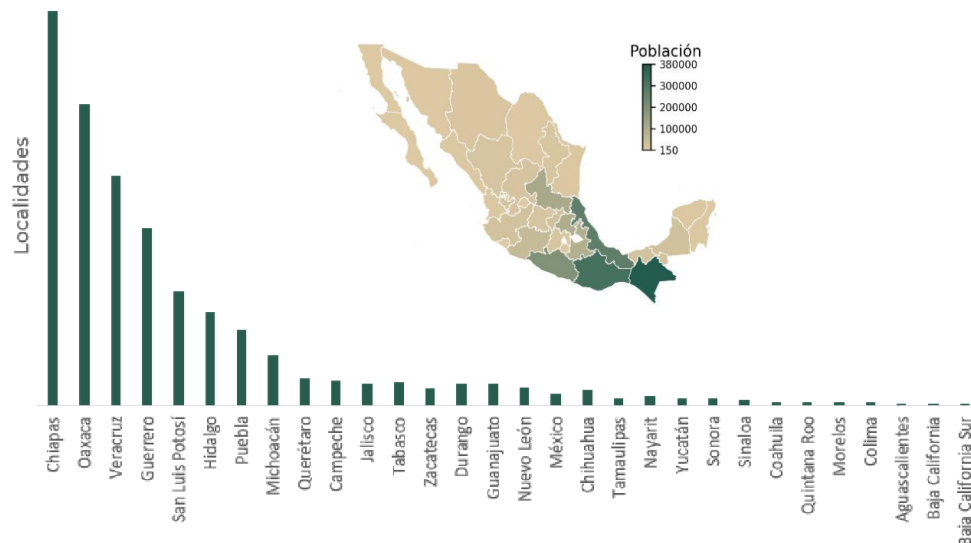 Población
380000
300000
200000
100000
150
Localidades
Chiapas
Oaxaca
Veracruz
Guerrero
San Luis Potosí
Hidalgo
Puebla
Michoacán
Querétaro
Campeche
Jalisco
Tabasco
Zacatecas
Durango
Guanajuato
Nuevo León
México
Chihuahua
Tamaulipas
Nayarit
Yucatán
Sonora
Sinaloa
Coahuila
Quintana Roo
Morelos
Colima
Aguascalientes
Baja California
Baja California Sur